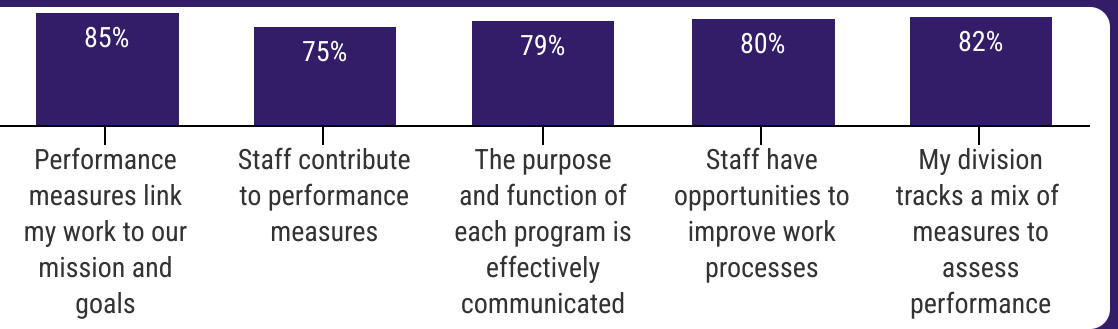 85%
75%
79%
80%
82%
Performance
measures link
my work to our
mission and
goals
Staff contribute
to performance
measures
The purpose
and function of
each program is
effectively
communicated
Staff have
opportunities to
improve work
processes
My division
tracks a mix of
measures to
assess
performance